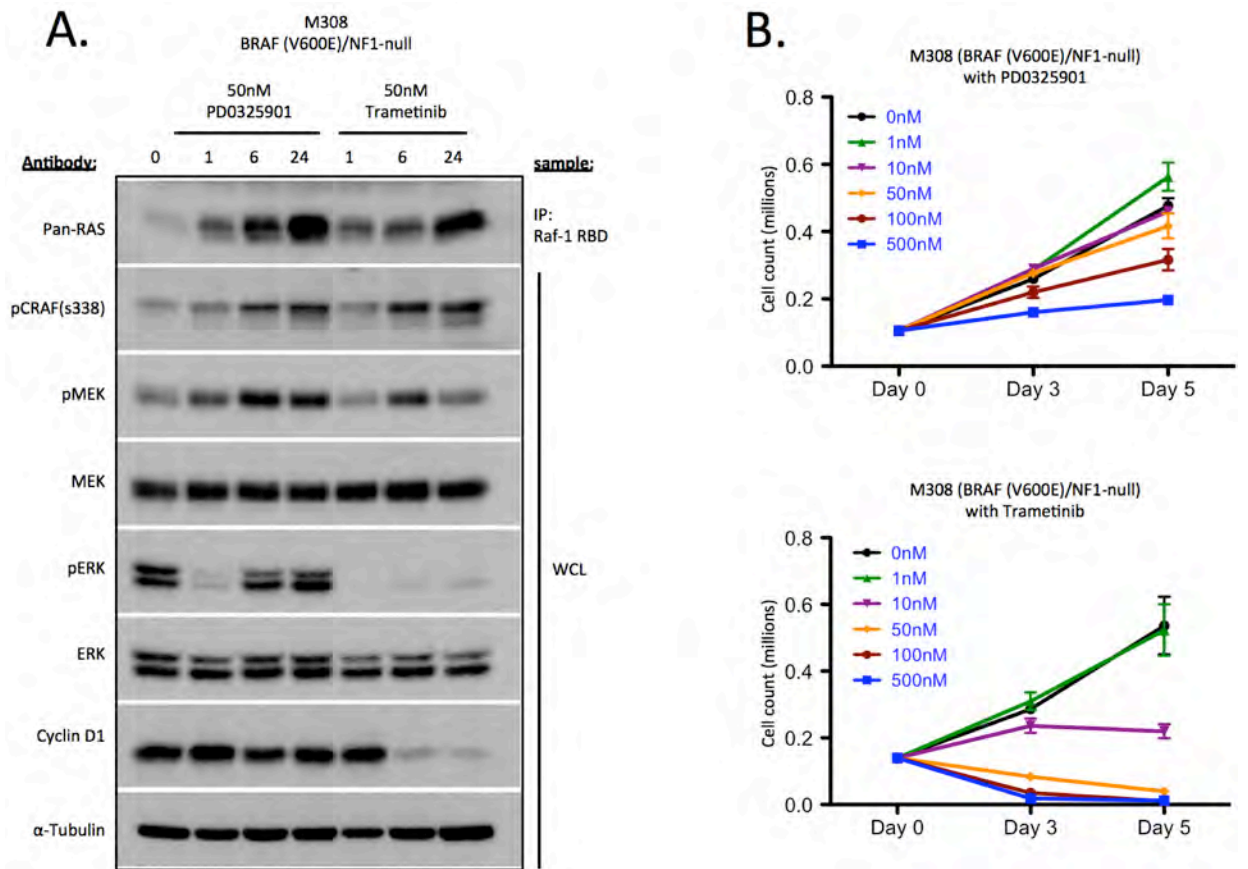 A.
M308
BRAF (V600E)/NF1-null
50nM
PD0325901
50nM
Trametinib
Antibody:
0 1 6 24 1 6 24
sample:
Pan-RAS
IP:
Raf-1 RBD
pCRAF(s338)
pMEK
MEK
pERK
WCL
ERK
Cyclin D1
α-Tubulin
B.
M308 (BRAF (V600E)/NF1-null)
with PD0325901
0.8
0.6
0.4
0.2
0.0
Cell count (millions)
0nM
1nM
10nM
50nM
100nM
500nM
Day 0 Day 3 Day 5
M308 (BRAF (V600E)/NF1-null)
with Trametinib
0.8
0.6
0.4
0.2
0.0
Cell count (millions)
0nM
1nM
10nM
50nM
100nM
500nM
Day 0 Day 3 Day 5